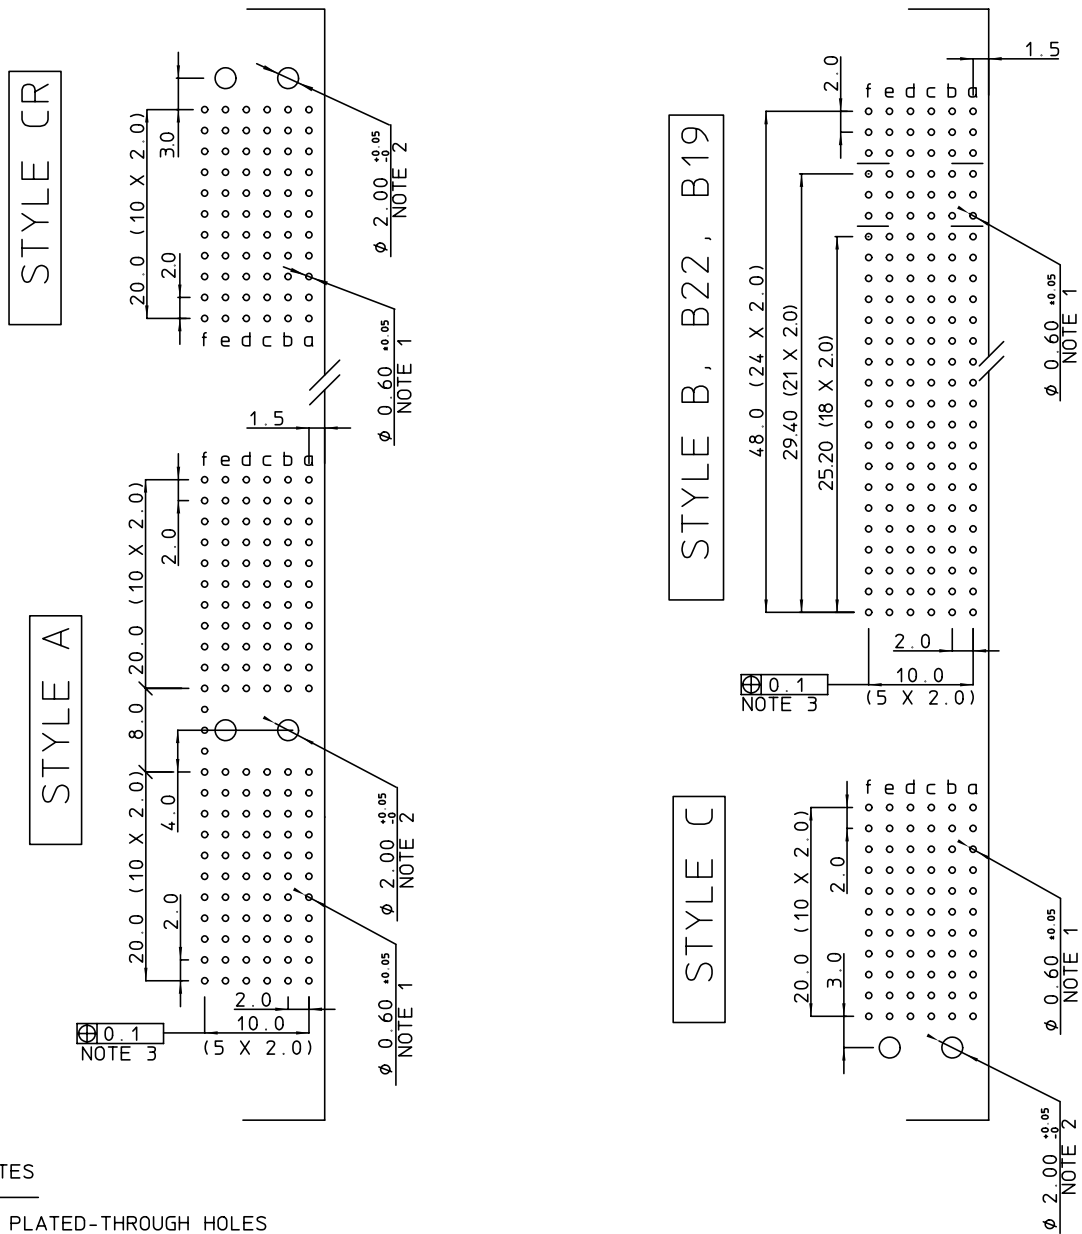 STYLE CR
20.0 (10 X 2.0)
3.0
2.0
f e d c b a
ϕ 2.00 +0.05 -0
NOTE 2
ϕ 0.60 ±0.05
NOTE 1
STYLE A
1.5
f e d c b a
20.0 (10 X 2.0)
2.0
8.0
4.0
20.0 (10 X 2.0)
2.0
ϕ 2.00 +0.05 -0
NOTE 2
ϕ 0.60 ±0.05
NOTE 1
2.0
10.0
(5 X 2.0)
⌖ 0.1
NOTE 3
STYLE B, B22, B19
2.0
1.5
f e d c b a
48.0 (24 X 2.0)
29.40 (21 X 2.0)
25.20 (18 X 2.0)
ϕ 0.60 ±0.05
NOTE 1
2.0
10.0
(5 X 2.0)
⌖ 0.1
NOTE 3
STYLE C
f e d c b a
20.0 (10 X 2.0)
2.0
3.0
ϕ 0.60 ±0.05
NOTE 1
ϕ 2.00 +0.05 -0
NOTE 2
TES
PLATED-THROUGH HOLES